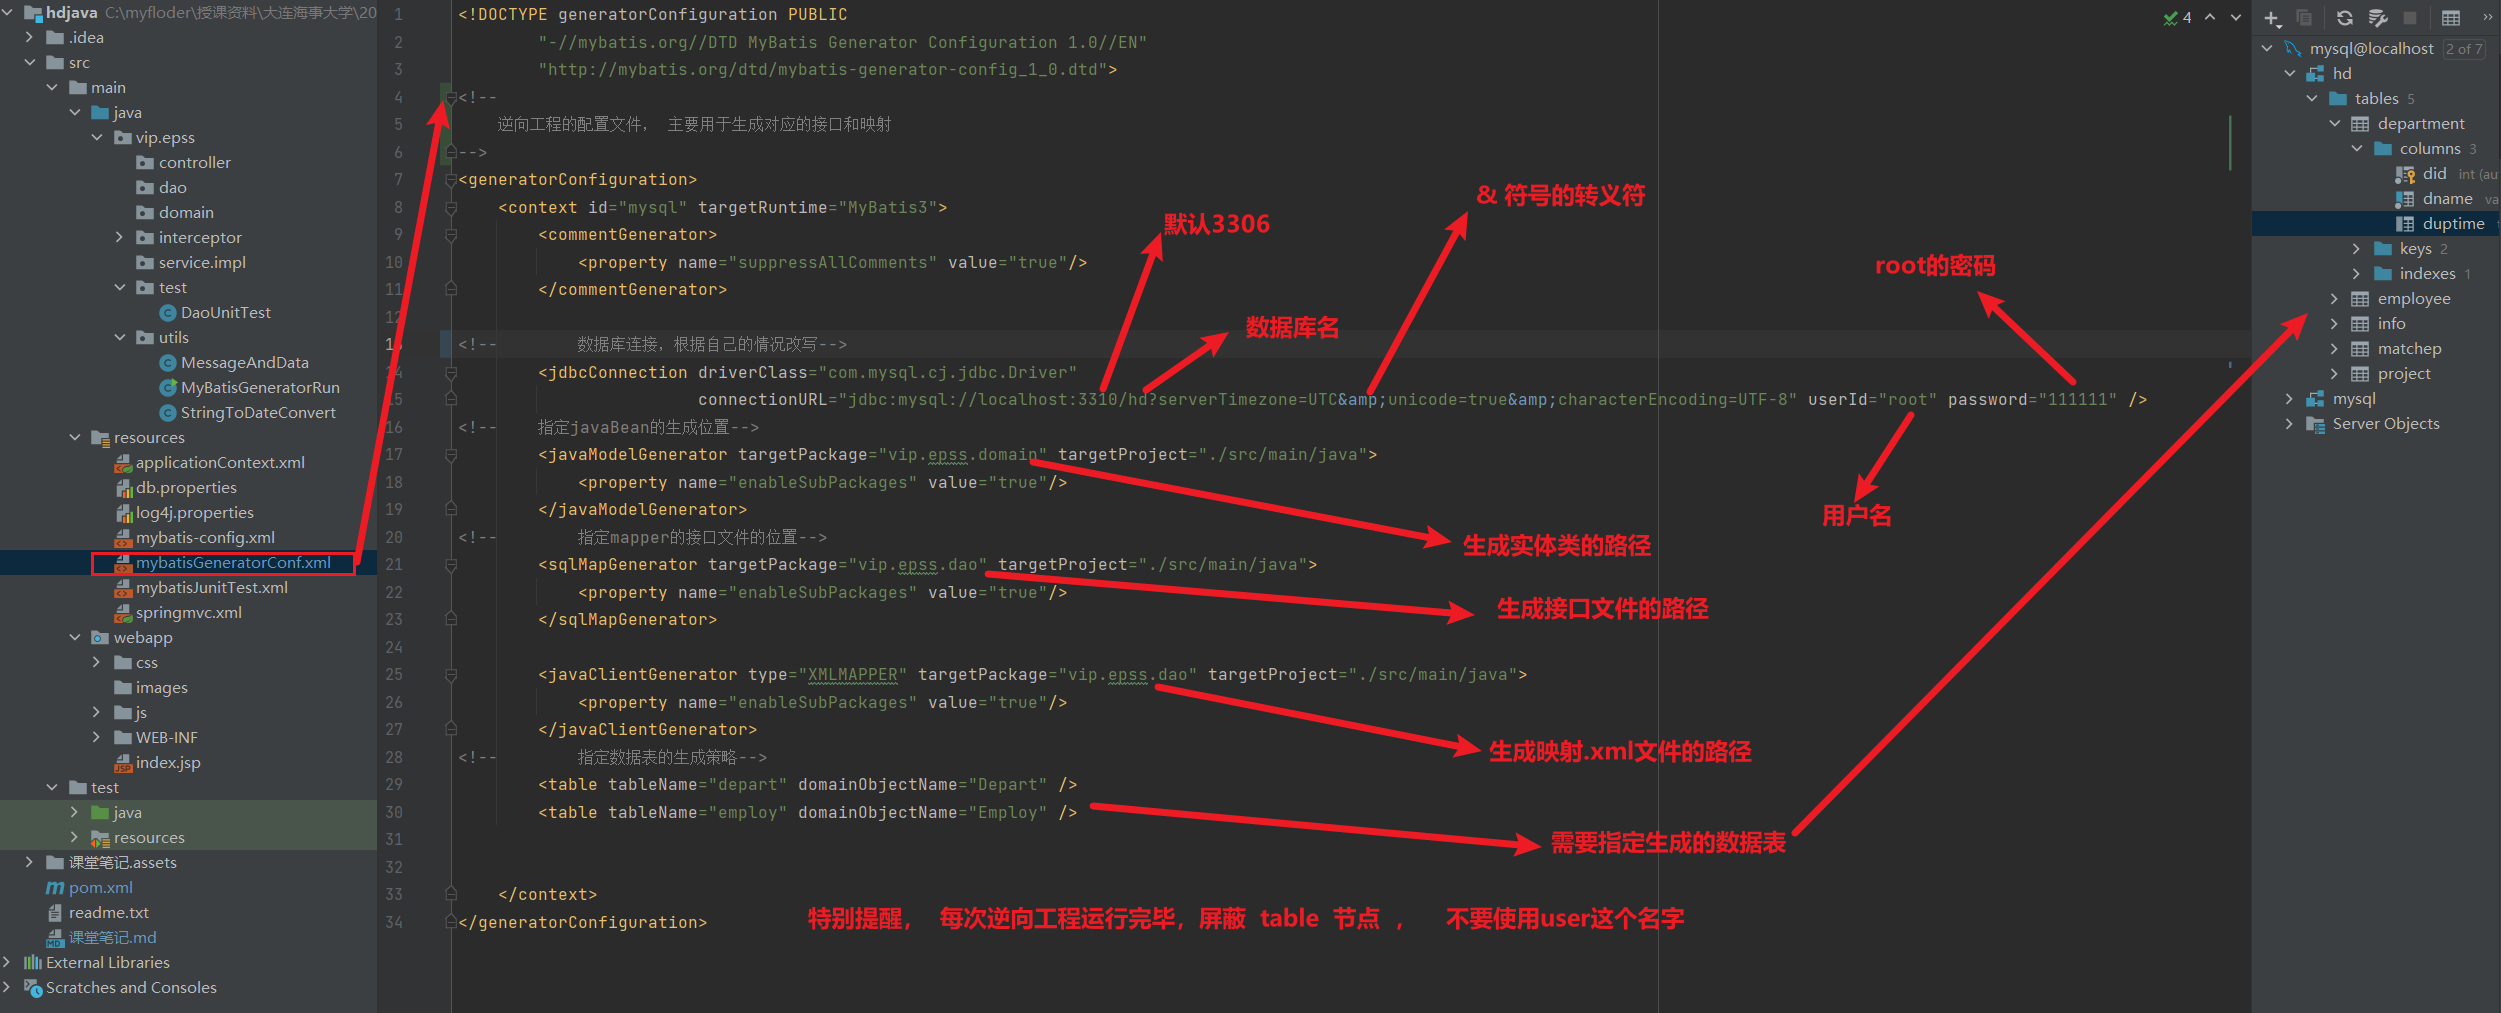 hdjava C:\myfloder\授课资料\大连海事大学\20
.idea
src
main
java
vip.epss
controller
dao
domain
interceptor
service.impl
test
DaoUnitTest
utils
MessageAndData
MyBatisGeneratorRun
StringToDateConvert
resources
applicationContext.xml
db.properties
log4j.properties
mybatis-config.xml
mybatisGeneratorConf.xml
mybatisJunitTest.xml
springmvc.xml
webapp
css
images
js
WEB-INF
index.jsp
test
java
resources
课堂笔记.assets
pom.xml
readme.txt
课堂笔记.md
External Libraries
Scratches and Consoles
1 <!DOCTYPE generatorConfiguration PUBLIC
2 "-//mybatis.org//DTD MyBatis Generator Configuration 1.0//EN"
3 "http://mybatis.org/dtd/mybatis-generator-config_1_0.dtd">
4 <!--
5 逆向工程的配置文件， 主要用于生成对应的接口和映射
6 -->
7 <generatorConfiguration>
8 <context id="mysql" targetRuntime="MyBatis3">
9 <commentGenerator>
10 <property name="suppressAllComments" value="true"/>
11 </commentGenerator>
12
13 <!-- 数据库连接，根据自己的情况改写-->
14 <jdbcConnection driverClass="com.mysql.cj.jdbc.Driver"
15 connectionURL="jdbc:mysql://localhost:3310/hd?serverTimezone=UTC&amp;unicode=true&amp;characterEncoding=UTF-8" userId="root" password="111111" />
16 <!-- 指定javaBean的生成位置-->
17 <javaModelGenerator targetPackage="vip.epss.domain" targetProject="./src/main/java">
18 <property name="enableSubPackages" value="true"/>
19 </javaModelGenerator>
20 <!-- 指定mapper的接口文件的位置-->
21 <sqlMapGenerator targetPackage="vip.epss.dao" targetProject="./src/main/java">
22 <property name="enableSubPackages" value="true"/>
23 </sqlMapGenerator>
24
25 <javaClientGenerator type="XMLMAPPER" targetPackage="vip.epss.dao" targetProject="./src/main/java">
26 <property name="enableSubPackages" value="true"/>
27 </javaClientGenerator>
28 <!-- 指定数据表的生成策略-->
29 <table tableName="depart" domainObjectName="Depart" />
30 <table tableName="employ" domainObjectName="Employ" />
31
32
33 </context>
34 </generatorConfiguration>
& 符号的转义符
默认3306
root的密码
数据库名
用户名
生成实体类的路径
生成接口文件的路径
生成映射.xml文件的路径
需要指定生成的数据表
特别提醒， 每次逆向工程运行完毕，屏蔽 table 节点 ， 不要使用user这个名字
4
mysql@localhost 2 of 7
hd
tables 5
department
columns 3
did int (au
dname va
duptime
keys 2
indexes 1
employee
info
matchep
project
mysql
Server Objects